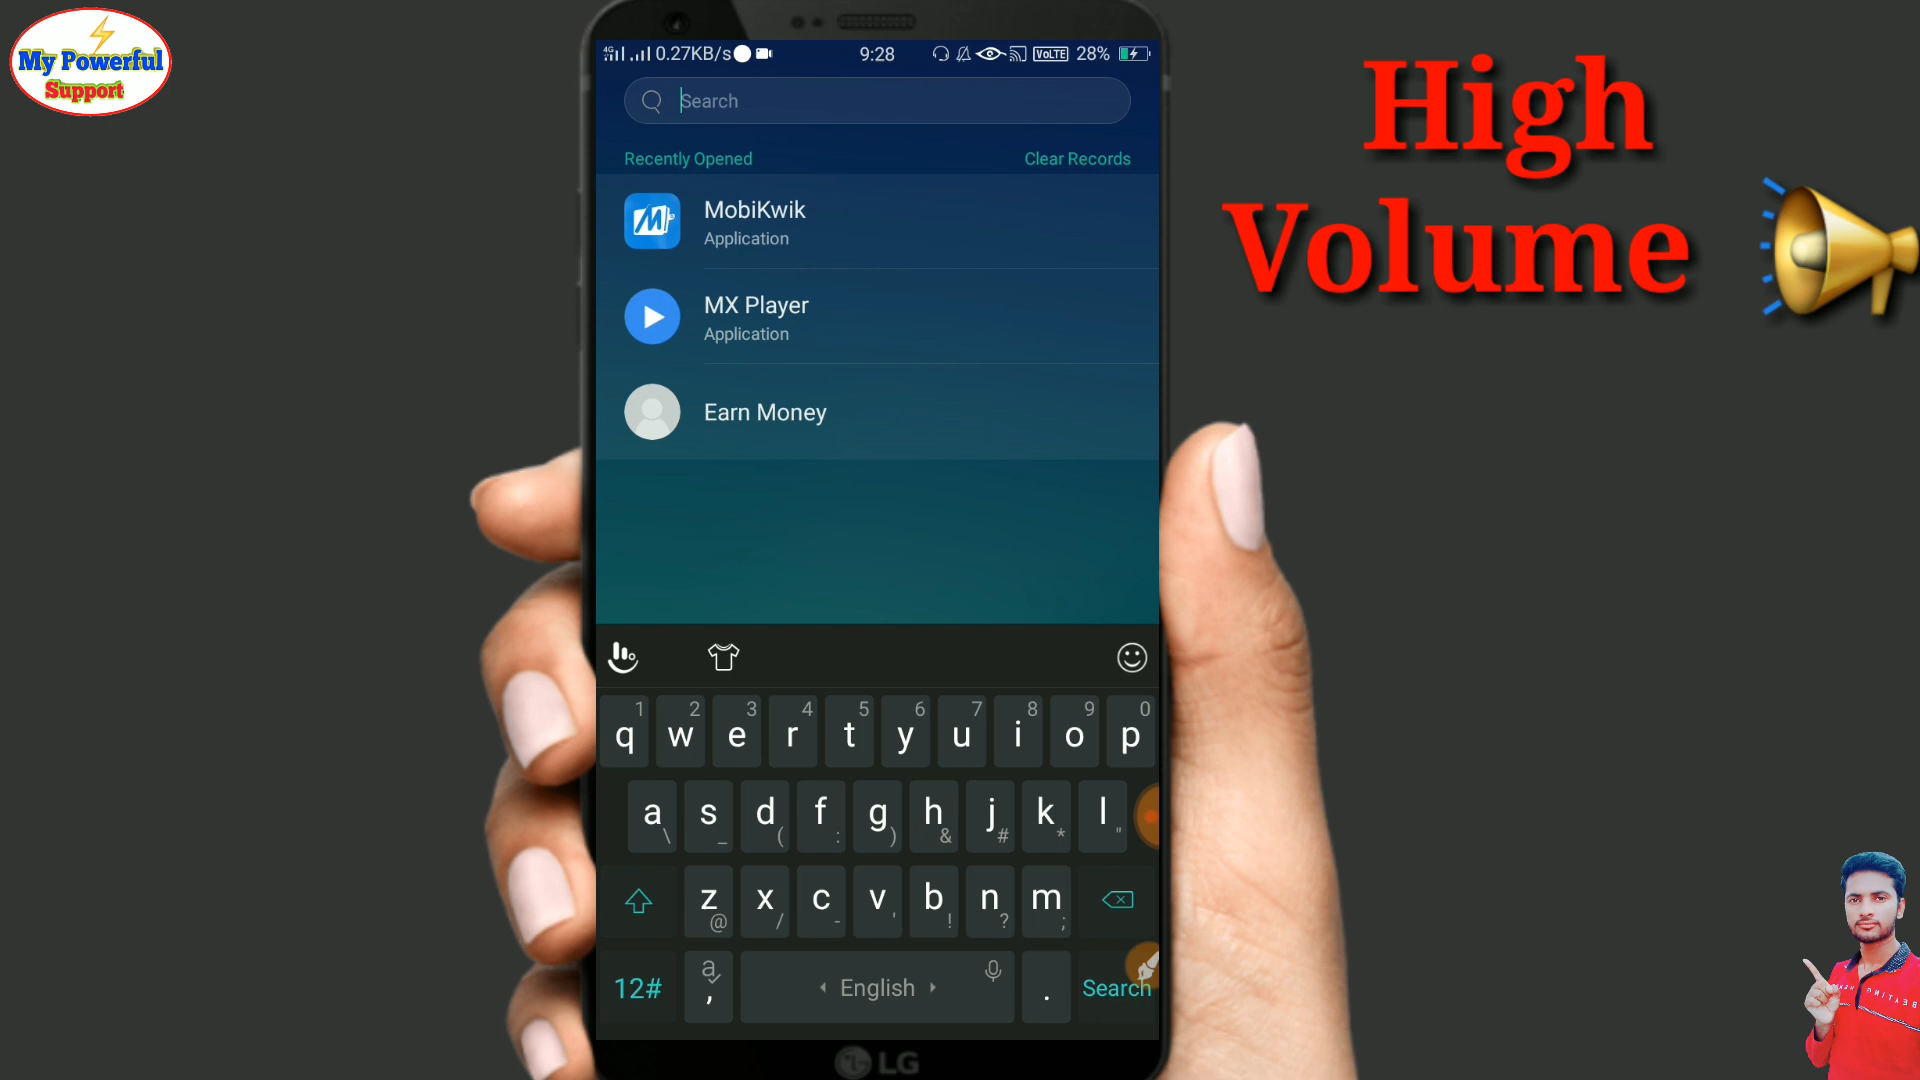 My Powerful
Support
4G
0.27KB/s
9:28
VoLTE
28%
Search
Recently Opened
Clear Records
MobiKwik
Application
MX Player
Application
Earn Money
High
Volume
1 2 3 4 5 6 7 8 9 0
q w e r t y u i o p
a s d f g h j k l
\ _ ( : ) & # * "
z x c v b n m
@ / - ' ! ? ;
12#
a
,
English
.
Search
LG